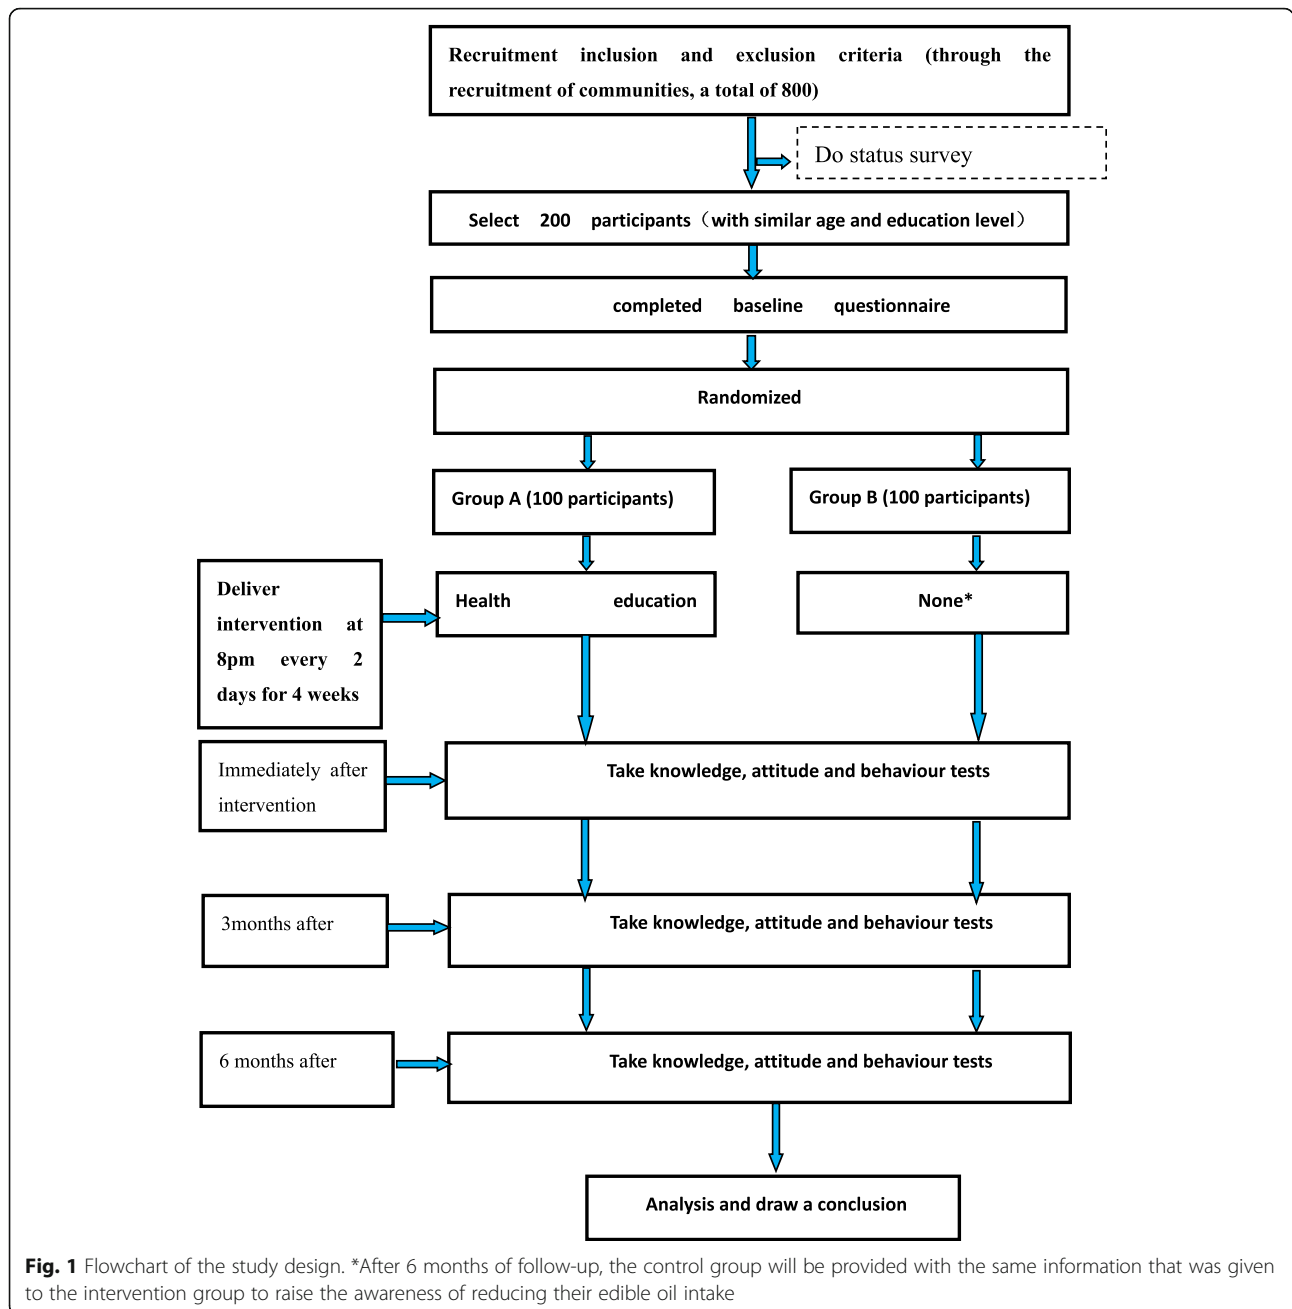 Recruitment inclusion and exclusion criteria (through the
recruitment of communities, a total of 800)
Do status survey
Select 200 participants（with similar age and education level）
completed baseline questionnaire
Randomized
Group A (100 participants)
Group B (100 participants)
Deliver
intervention at
8pm every 2
days for 4 weeks
Health education
None*
Immediately after
intervention
Take knowledge, attitude and behaviour tests
3months after
Take knowledge, attitude and behaviour tests
6 months after
Take knowledge, attitude and behaviour tests
Analysis and draw a conclusion
Fig. 1 Flowchart of the study design. *After 6 months of follow-up, the control group will be provided with the same information that was given
to the intervention group to raise the awareness of reducing their edible oil intake